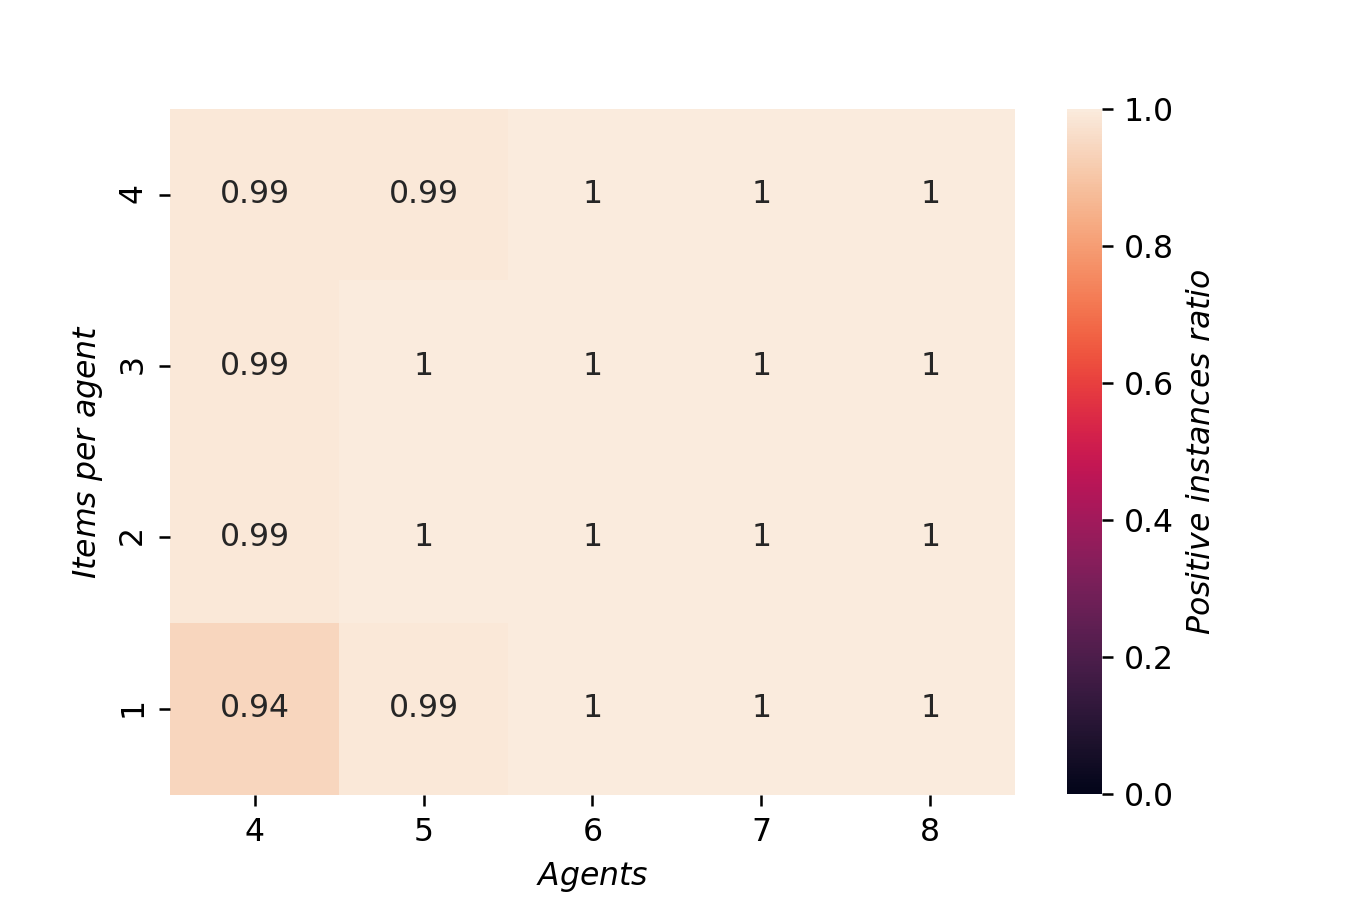 4 0.99 0.99 1 1 1
3 0.99 1 1 1 1
2 0.99 1 1 1 1
1 0.94 0.99 1 1 1
4 5 6 7 8
Agents
Items per agent
1.0
0.8
0.6
0.4
0.2
0.0
Positive instances ratio